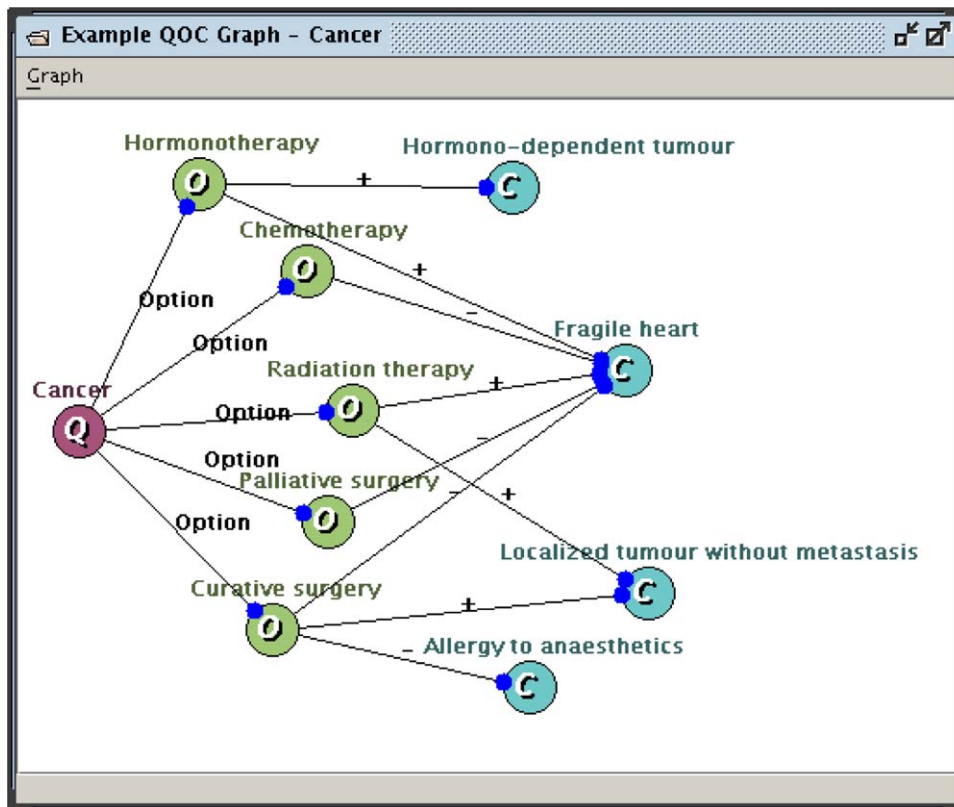 Example QOC Graph - Cancer
Graph
Hormonotherapy
Hormono-dependent tumour
O
+
C
Chemotherapy
O
+
Option
-
Fragile heart
Option
C
Radiation therapy
+
Cancer
O
Option
Q
-
Option
Palliative surgery
-
+
O
Option
Localized tumour without metastasis
Curative surgery
C
+
O
-
Allergy to anaesthetics
C